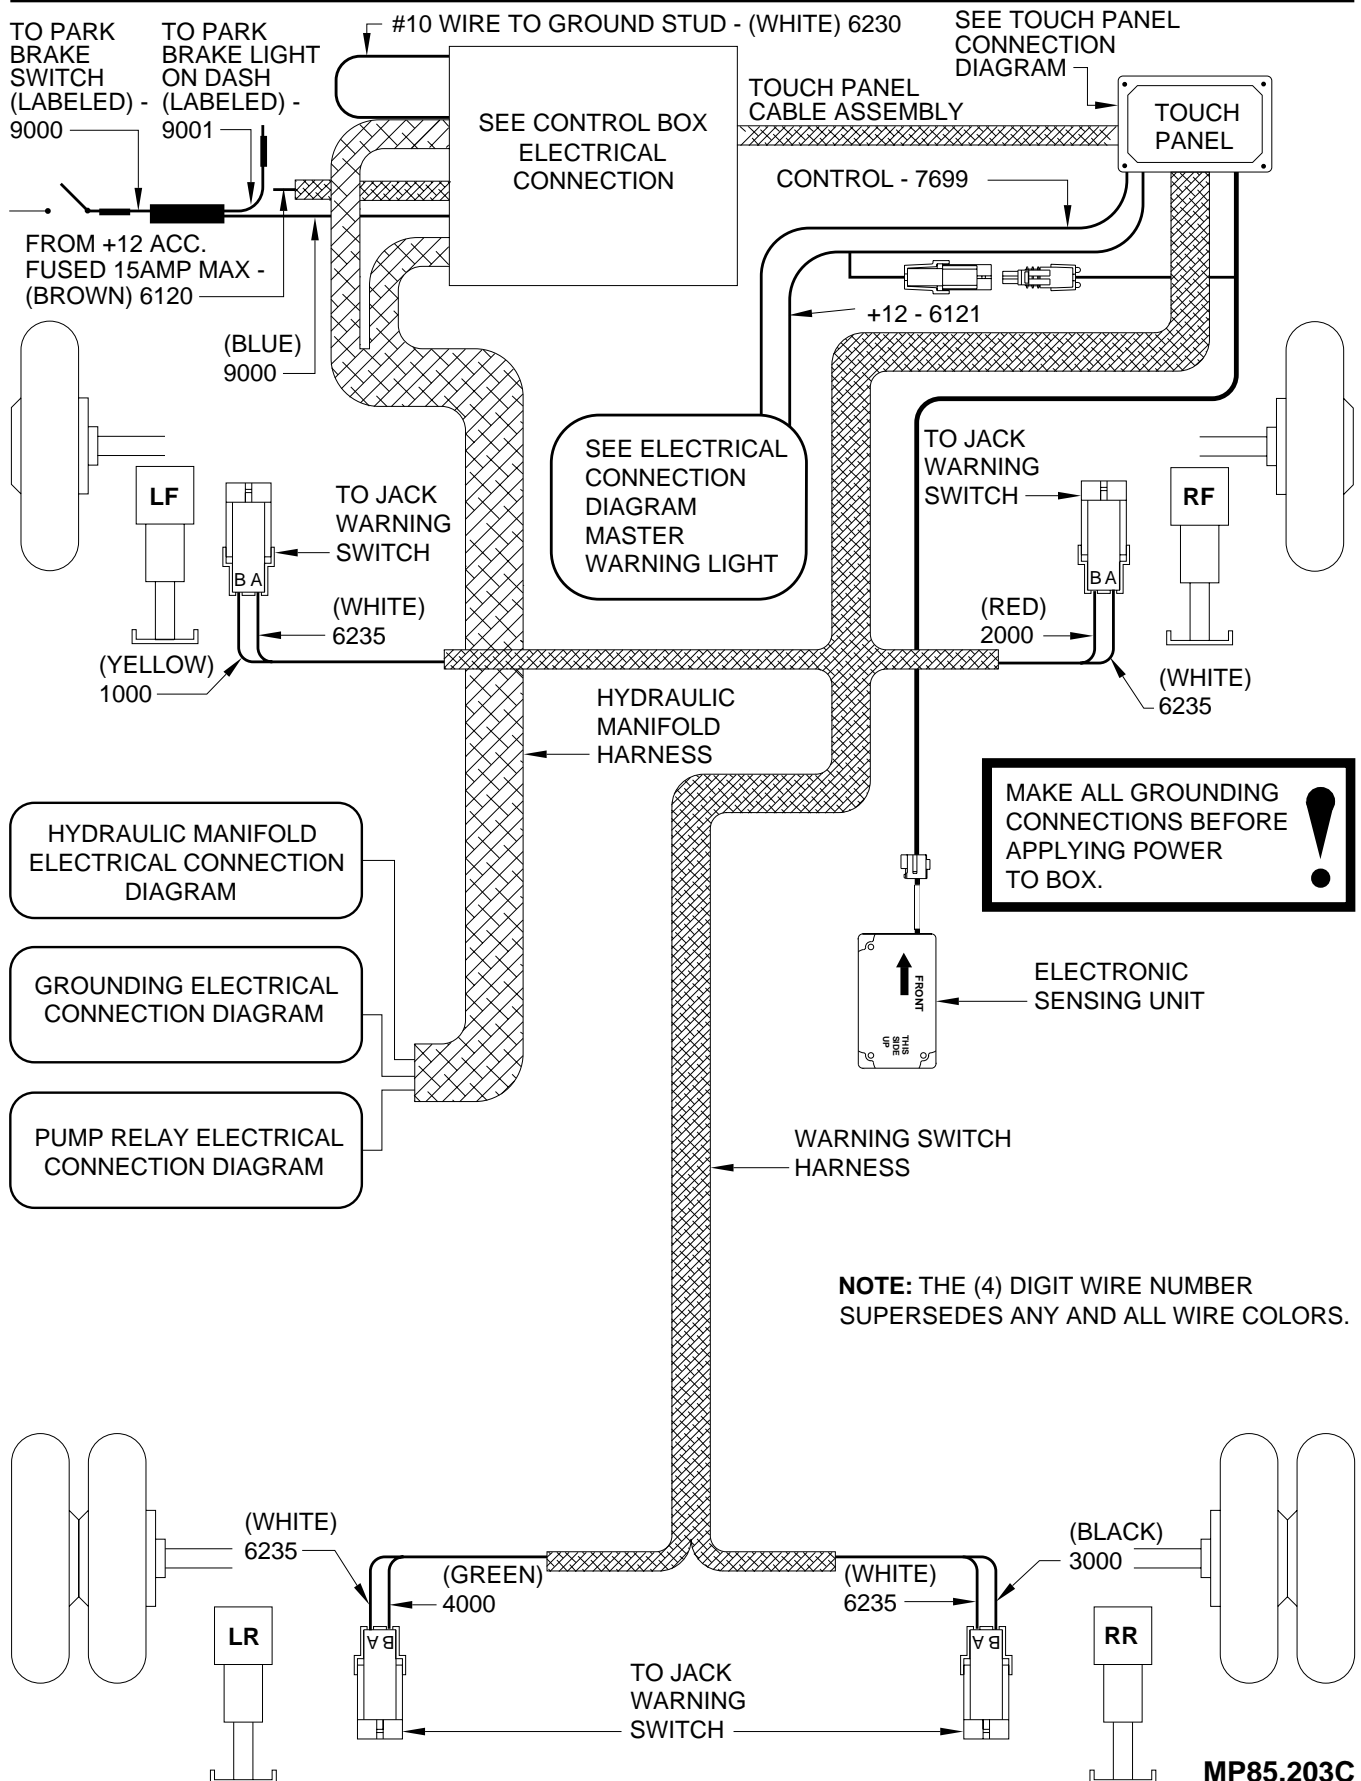 #10 WIRE TO GROUND STUD - (WHITE) 6230
TO PARK
BRAKE
SWITCH
(LABELED) -
9000
TO PARK
BRAKE LIGHT
ON DASH
(LABELED) -
9001
SEE TOUCH PANEL
CONNECTION
DIAGRAM
SEE CONTROL BOX
ELECTRICAL
CONNECTION
TOUCH PANEL
CABLE ASSEMBLY
TOUCH
PANEL
CONTROL - 7699
FROM +12 ACC.
FUSED 15AMP MAX -
(BROWN) 6120
+12 - 6121
(BLUE)
9000
SEE ELECTRICAL
CONNECTION
DIAGRAM
MASTER
WARNING LIGHT
LF
TO JACK
WARNING
SWITCH
B A
(WHITE)
6235
(YELLOW)
1000
TO JACK
WARNING
SWITCH
RF
B A
(RED)
2000
(WHITE)
6235
HYDRAULIC
MANIFOLD
HARNESS
MAKE ALL GROUNDING
CONNECTIONS BEFORE
APPLYING POWER
TO BOX.
!
HYDRAULIC MANIFOLD
ELECTRICAL CONNECTION
DIAGRAM
GROUNDING ELECTRICAL
CONNECTION DIAGRAM
PUMP RELAY ELECTRICAL
CONNECTION DIAGRAM
FRONT
THIS
SIDE
UP
ELECTRONIC
SENSING UNIT
WARNING SWITCH
HARNESS
NOTE: THE (4) DIGIT WIRE NUMBER
SUPERSEDES ANY AND ALL WIRE COLORS.
(WHITE)
6235
(GREEN)
4000
(WHITE)
6235
(BLACK)
3000
LR
B A
B A
RR
TO JACK
WARNING
SWITCH
MP85.203C